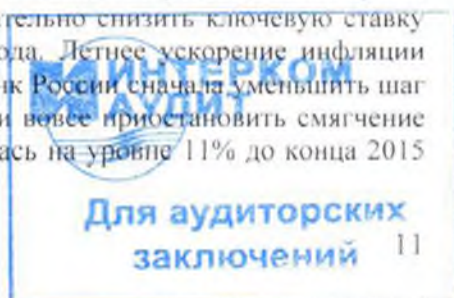 тельно снизить ключевую ставку
ода. Летнее ускорение инфляции
нк России сначала уменьшить шаг
и вовсе приостановить смягчение
ась на уровне 11% до конца 2015
ИНТЕРКОМ
АУДИТ
Для аудиторских
заключений
11